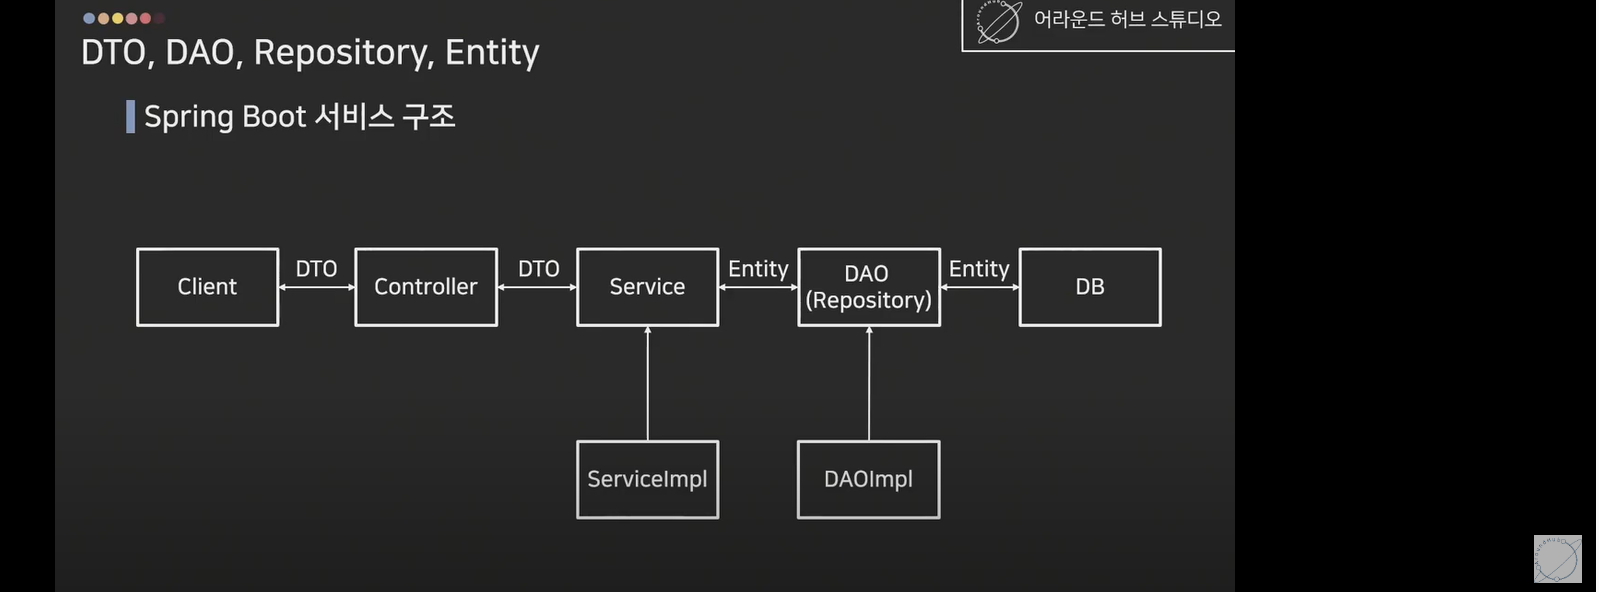 어라운드 허브 스튜디오
DTO, DAO, Repository, Entity
Spring Boot 서비스 구조
Client
DTO
Controller
DTO
Service
Entity
DAO
(Repository)
Entity
DB
ServiceImpl
DAOImpl